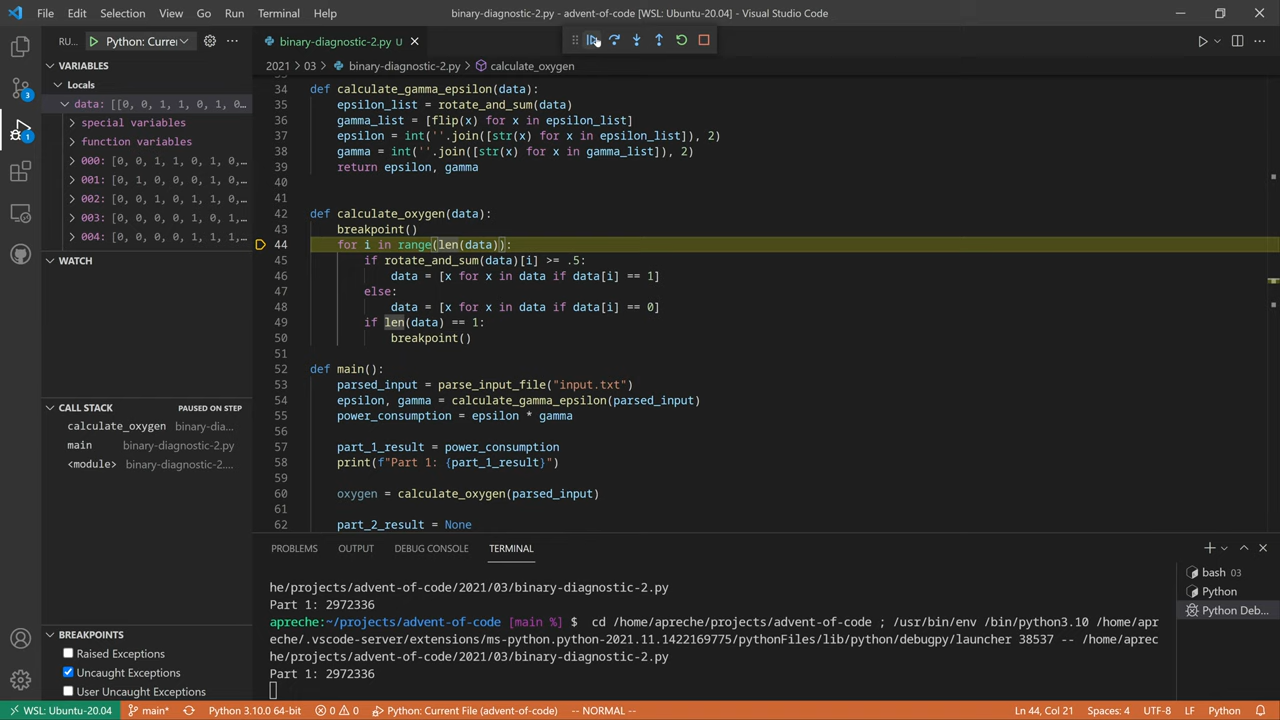 File Edit Selection View Go Run Terminal Help binary-diagnostic-2.py - advent-of-code [WSL: Ubuntu-20.04] - Visual Studio Code
RU... Python: Currer ... binary-diagnostic-2.py U
2021 > 03 > binary-diagnostic-2.py > calculate_oxygen
VARIABLES
Locals
data: [[0, 0, 1, 1, 0, 1, 0...
special variables
function variables
000: [0, 0, 1, 1, 0, 1, 0,...
001: [0, 1, 0, 0, 0, 0, 0,...
002: [0, 1, 0, 0, 1, 0, 0,...
003: [0, 1, 0, 0, 0, 1, 1,...
004: [0, 1, 0, 1, 1, 0, 1,...
WATCH
CALL STACK PAUSED ON STEP
calculate_oxygen binary-dia...
main binary-diagnostic-2.py
<module> binary-diagnostic-2....
BREAKPOINTS
Raised Exceptions
Uncaught Exceptions
User Uncaught Exceptions
34 def calculate_gamma_epsilon(data):
35 epsilon_list = rotate_and_sum(data)
36 gamma_list = [flip(x) for x in epsilon_list]
37 epsilon = int(''.join([str(x) for x in epsilon_list]), 2)
38 gamma = int(''.join([str(x) for x in gamma_list]), 2)
39 return epsilon, gamma
40
41
42 def calculate_oxygen(data):
43 breakpoint()
44 for i in range(len(data)):
45 if rotate_and_sum(data)[i] >= .5:
46 data = [x for x in data if data[i] == 1]
47 else:
48 data = [x for x in data if data[i] == 0]
49 if len(data) == 1:
50 breakpoint()
51
52 def main():
53 parsed_input = parse_input_file("input.txt")
54 epsilon, gamma = calculate_gamma_epsilon(parsed_input)
55 power_consumption = epsilon * gamma
56
57 part_1_result = power_consumption
58 print(f"Part 1: {part_1_result}")
59
60 oxygen = calculate_oxygen(parsed_input)
61
62 part_2_result = None
PROBLEMS OUTPUT DEBUG CONSOLE TERMINAL
he/projects/advent-of-code/2021/03/binary-diagnostic-2.py
Part 1: 2972336
apreche:~/projects/advent-of-code [main %] $ cd /home/apreche/projects/advent-of-code ; /usr/bin/env /bin/python3.10 /home/apr
eche/.vscode-server/extensions/ms-python.python-2021.11.1422169775/pythonFiles/lib/python/debugpy/launcher 38537 -- /home/aprec
he/projects/advent-of-code/2021/03/binary-diagnostic-2.py
Part 1: 2972336
bash 03
Python
Python Deb...
3
1
WSL: Ubuntu-20.04 main* Python 3.10.0 64-bit 0 0 Python: Current File (advent-of-code) -- NORMAL -- Ln 44, Col 21 Spaces: 4 UTF-8 LF Python